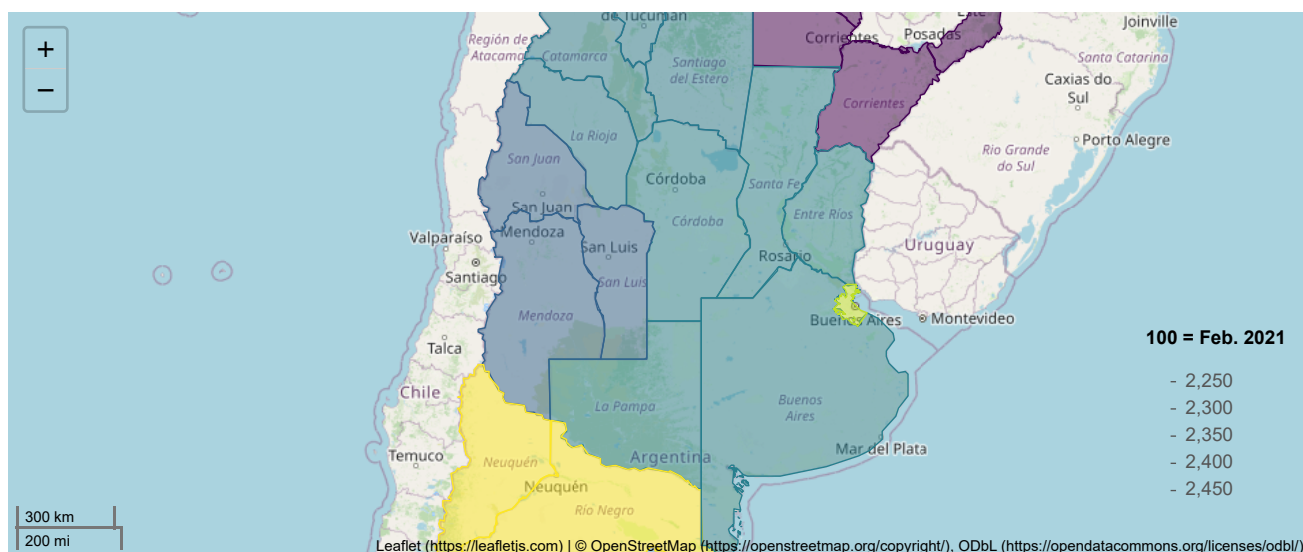 de Tucumán
Este
Joinville
+
Región de
Atacama
Catamarca
Corrientes
Posadas
Santa Catarina
Santiago
del Estero
Caxias do
Sul
−
Corrientes
La Rioja
Porto Alegre
San Juan
Rio Grande
do Sul
Córdoba
Santa Fe
San Juan
Entre Ríos
Córdoba
Valparaíso
Mendoza
San Luis
Uruguay
Rosario
Santiago
San Luis
Mendoza
Buenos Aires
Montevideo
100 = Feb. 2021
Talca
- 2,250
Chile
La Pampa
Buenos
Aires
- 2,300
- 2,350
Temuco
Neuquén
Argentina
Mar del Plata
- 2,400
Neuquén
Río Negro
- 2,450
300 km
200 mi
Leaflet (https://leafletjs.com) | © OpenStreetMap (https://openstreetmap.org/copyright/), ODbL (https://opendatacommons.org/licenses/odbl/)